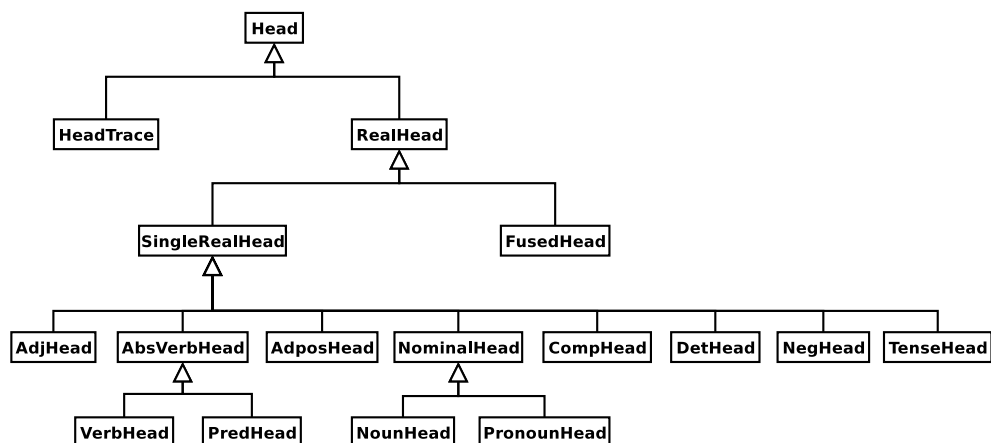 Head
HeadTrace
RealHead
SingleRealHead
FusedHead
AdjHead
AbsVerbHead
AdposHead
NominalHead
CompHead
DetHead
NegHead
TenseHead
VerbHead
PredHead
NounHead
PronounHead